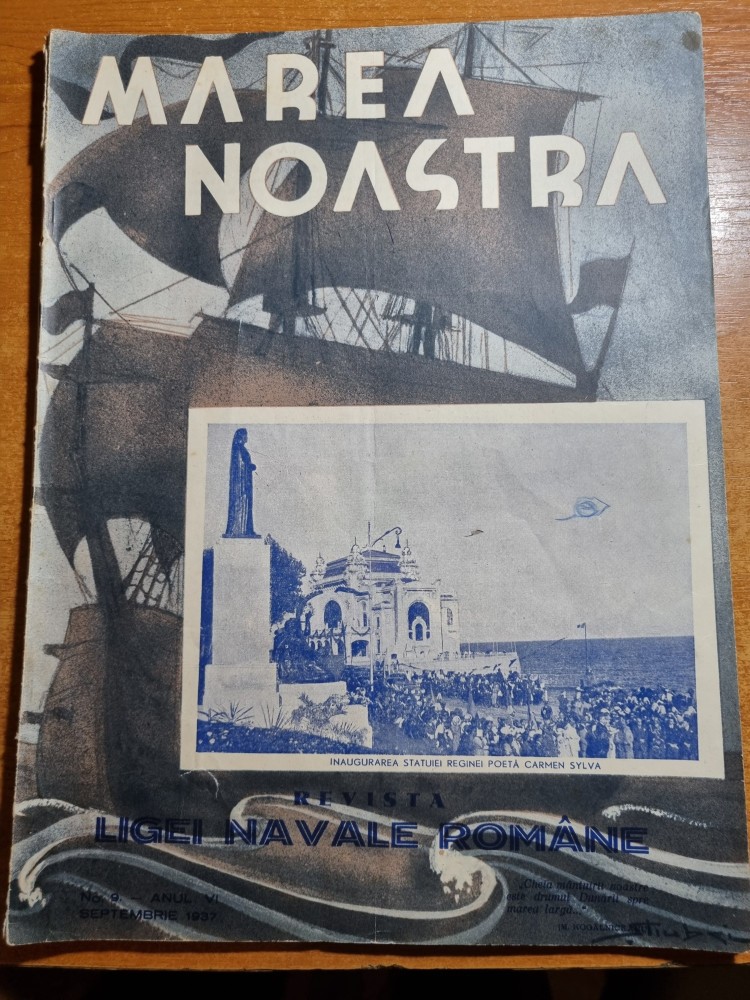 MAREA
NOASTRA
INAUGURAREA STATUIEI REGINEI POETĂ CARMEN SYLVA
REVISTA
LIGEI NAVALE ROMÂNE
No. 9. — ANUL VI
SEPTEMBRIE 1937
„Cheia mântuirii noastre
este drumul Dunării spre
marea largă..."